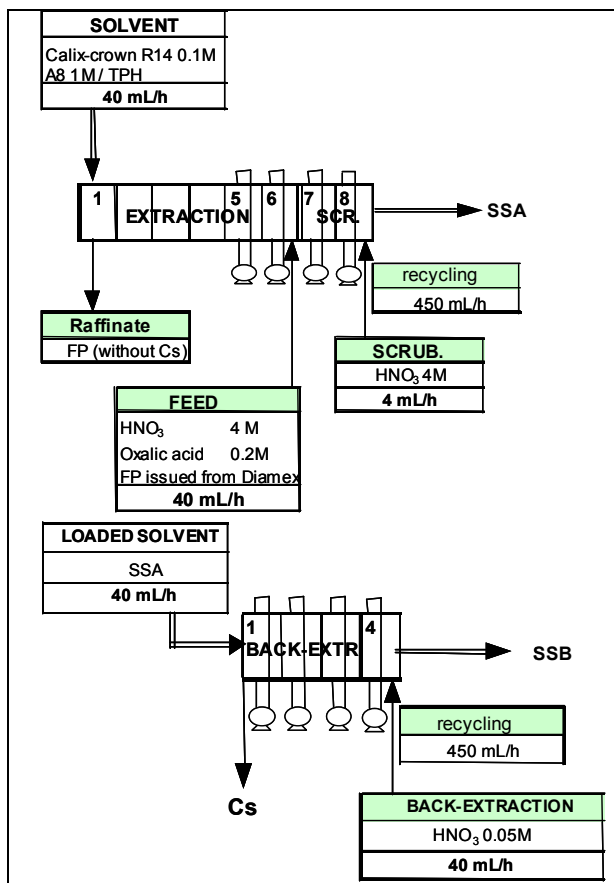 SOLVENT
Calix-crown R14 0.1M
A8 1M / TPH
40 mL/h
1 5 6 7 8
EXTRACTION SCR.
SSA
recycling
450 mL/h
Raffinate
FP (without Cs)
SCRUB.
HNO₃ 4M
4 mL/h
FEED
HNO₃ 4 M
Oxalic acid 0.2M
FP issued from Diamex
40 mL/h
LOADED SOLVENT
SSA
40 mL/h
1 4
BACK-EXTR
SSB
recycling
450 mL/h
Cs
BACK-EXTRACTION
HNO₃ 0.05M
40 mL/h